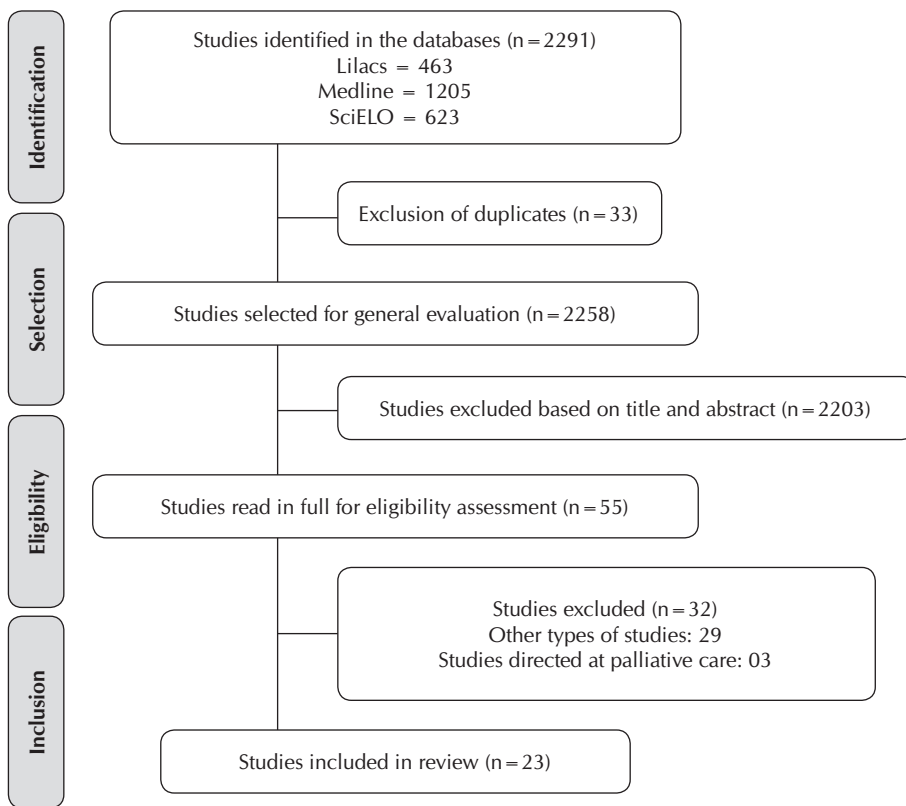 Identification
Studies identified in the databases (n=2291)
Lilacs = 463
Medline = 1205
SciELO = 623
Exclusion of duplicates (n=33)
Selection
Studies selected for general evaluation (n=2258)
Studies excluded based on title and abstract (n=2203)
Eligibility
Studies read in full for eligibility assessment (n=55)
Studies excluded (n=32)
Other types of studies: 29
Studies directed at palliative care: 03
Inclusion
Studies included in review (n=23)